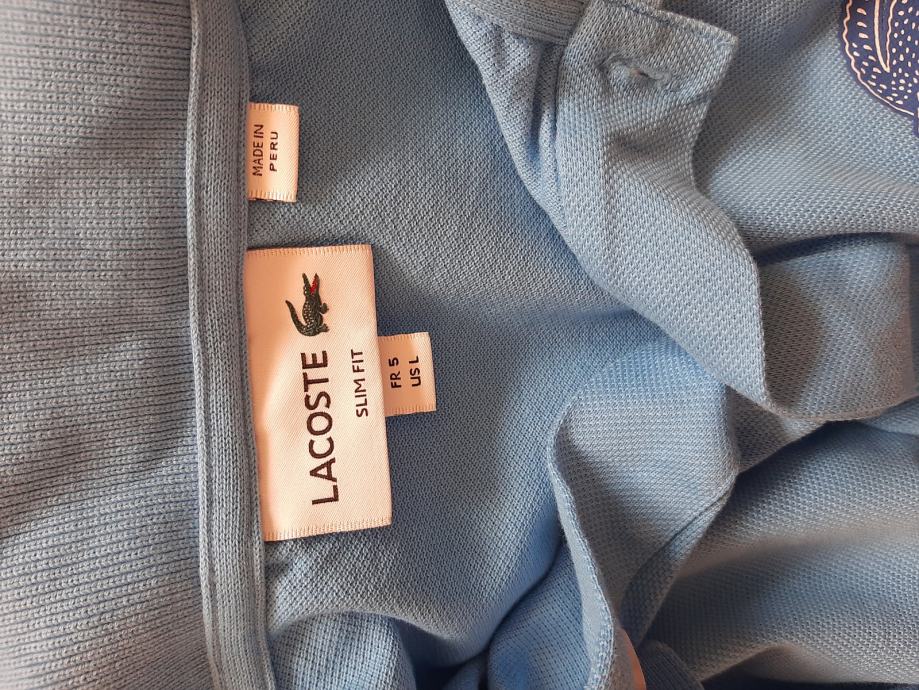 MADE IN
PERU
LACOSTE
SLIM FIT
FR 5
US L